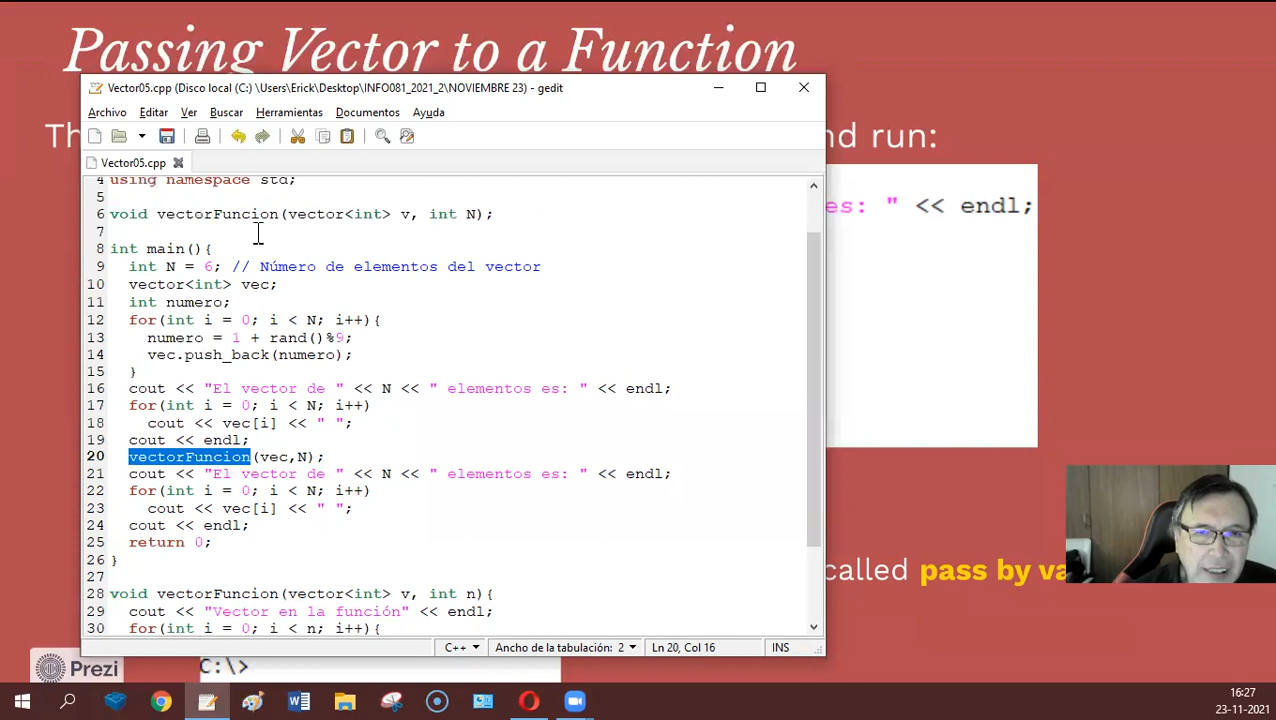 Passing Vector to a Function
Th
nd run:
Vector05.cpp (Disco local (C:) \Users\Erick\Desktop\INFO081_2021_2\NOVIEMBRE 23) - gedit
Archivo Editar Ver Buscar Herramientas Documentos Ayuda
Vector05.cpp
4 using namespace std;
5
6 void vectorFuncion(vector<int> v, int N);
7
8 int main(){
9 int N = 6; // Número de elementos del vector
10 vector<int> vec;
11 int numero;
12 for(int i = 0; i < N; i++){
13 numero = 1 + rand()%9;
14 vec.push_back(numero);
15 }
16 cout << "El vector de " << N << " elementos es: " << endl;
17 for(int i = 0; i < N; i++)
18 cout << vec[i] << " ";
19 cout << endl;
20 vectorFuncion(vec,N);
21 cout << "El vector de " << N << " elementos es: " << endl;
22 for(int i = 0; i < N; i++)
23 cout << vec[i] << " ";
24 cout << endl;
25 return 0;
26 }
27
28 void vectorFuncion(vector<int> v, int n){
29 cout << "Vector en la función" << endl;
30 for(int i = 0; i < n; i++){
es: " << endl;
called pass by va
C++ Ancho de la tabulación: 2 Ln 20, Col 16 INS
Prezi
C:\>
16:27
23-11-2021